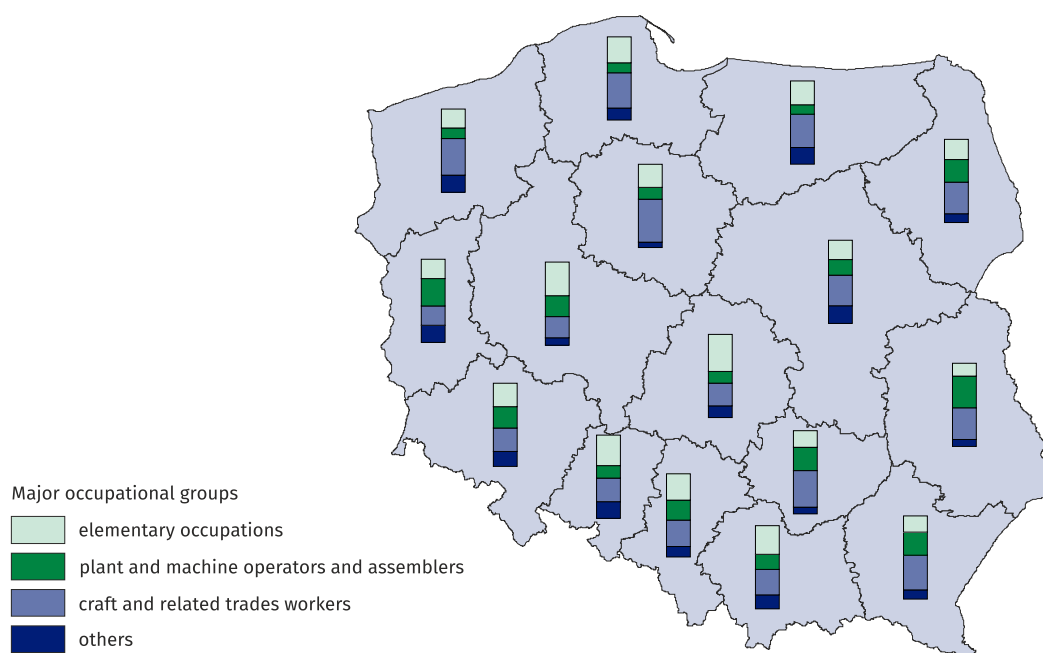 Major occupational groups
elementary occupations
plant and machine operators and assemblers
craft and related trades workers
others